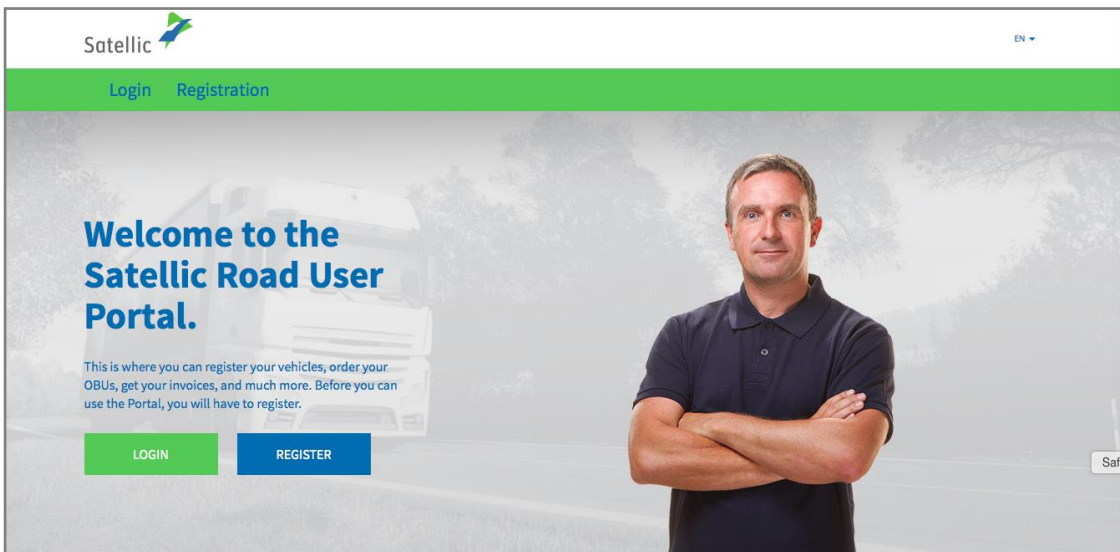 Satellic
EN
Login Registration
Welcome to the
Satellic Road User
Portal.
This is where you can register your vehicles, order your
OBUs, get your invoices, and much more. Before you can
use the Portal, you will have to register.
LOGIN REGISTER
Saf